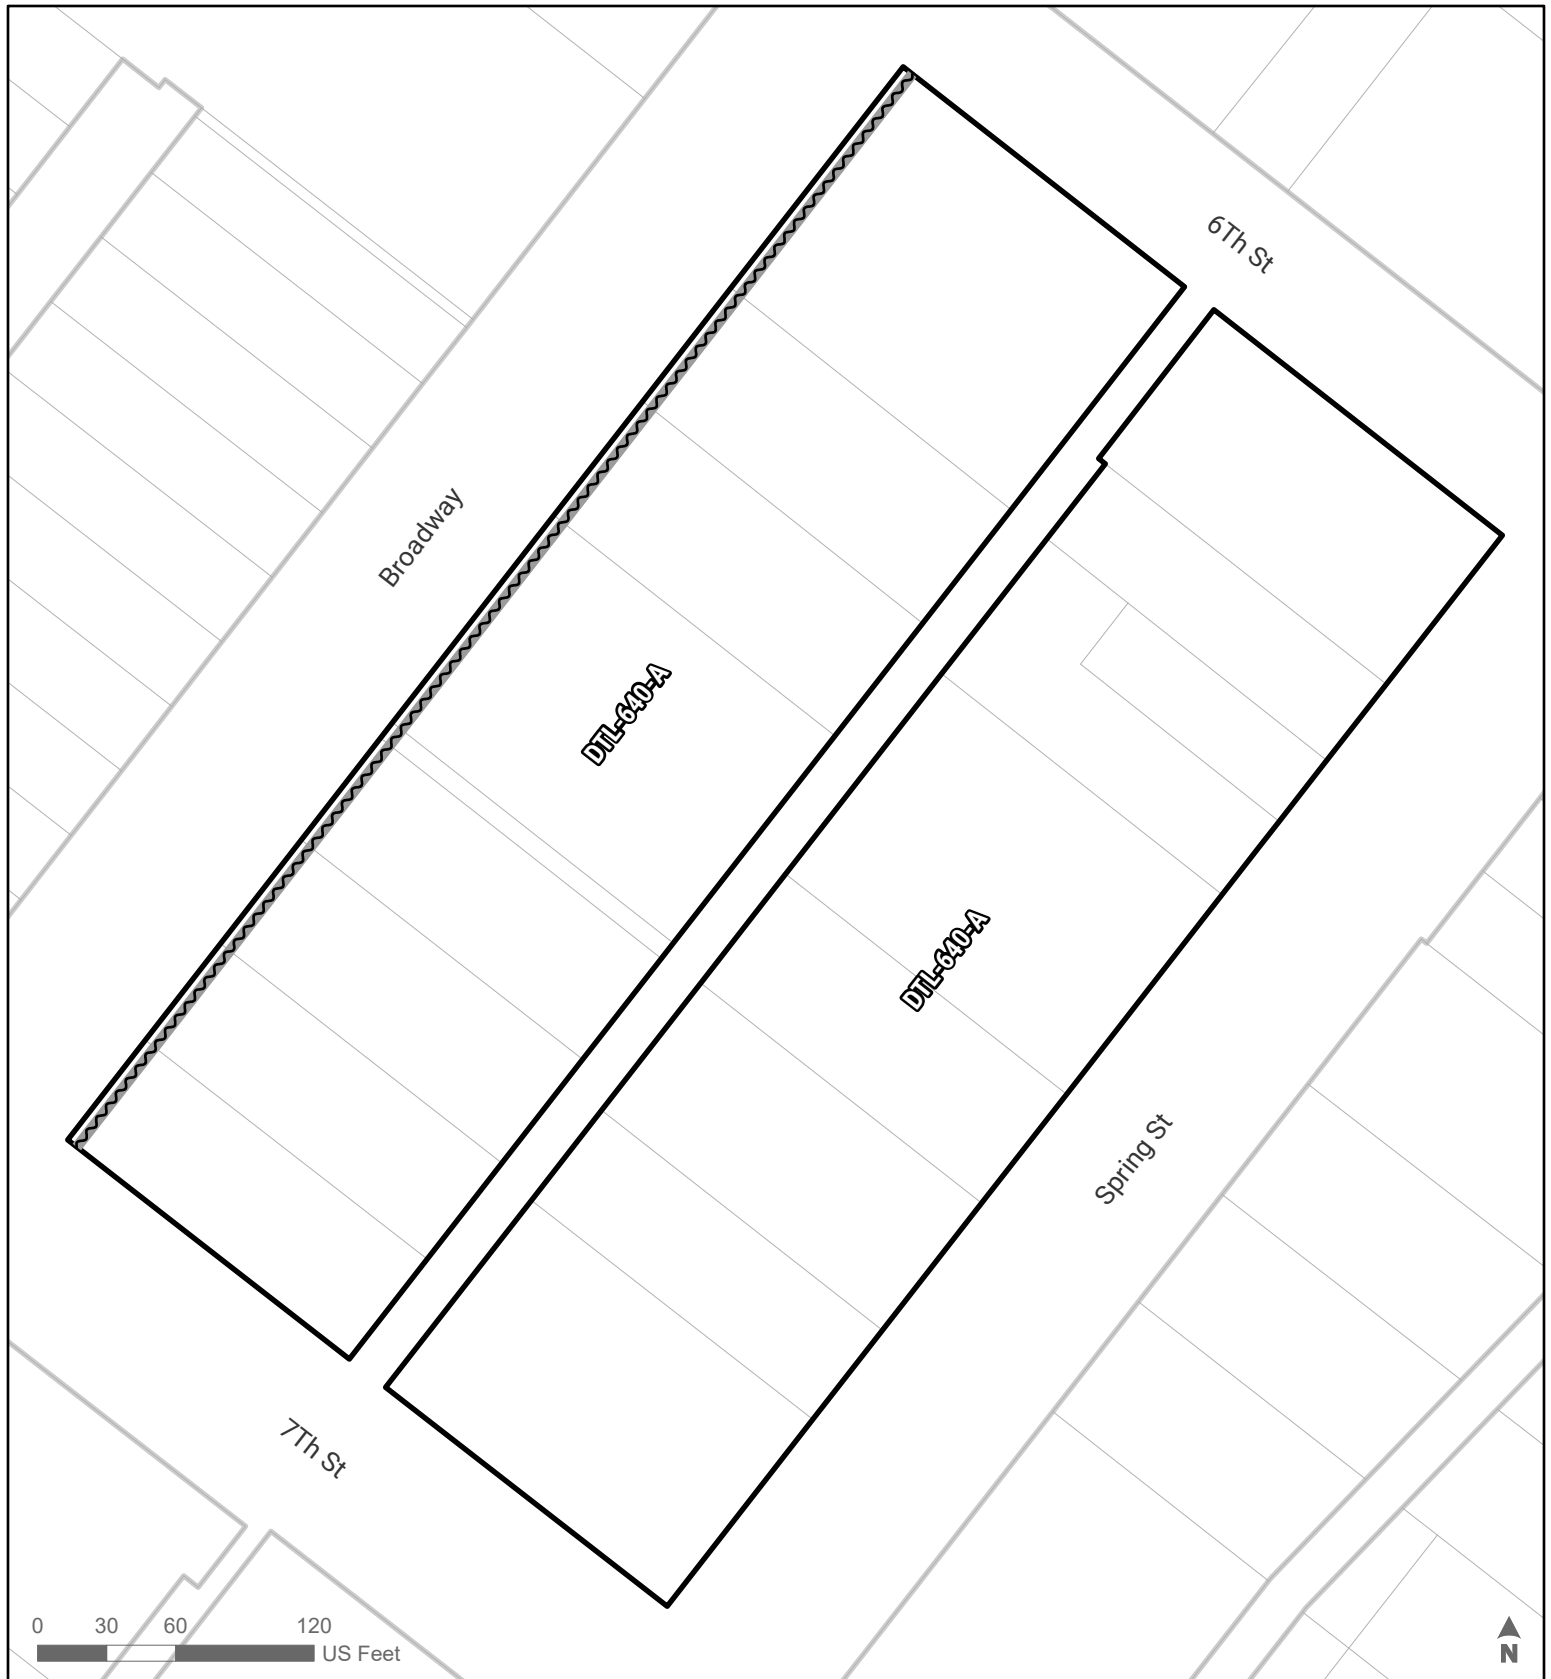 6Th St
Broadway
DTL-640-A
DTL-640-A
Spring St
7Th St
0 30 60 120
US Feet
N